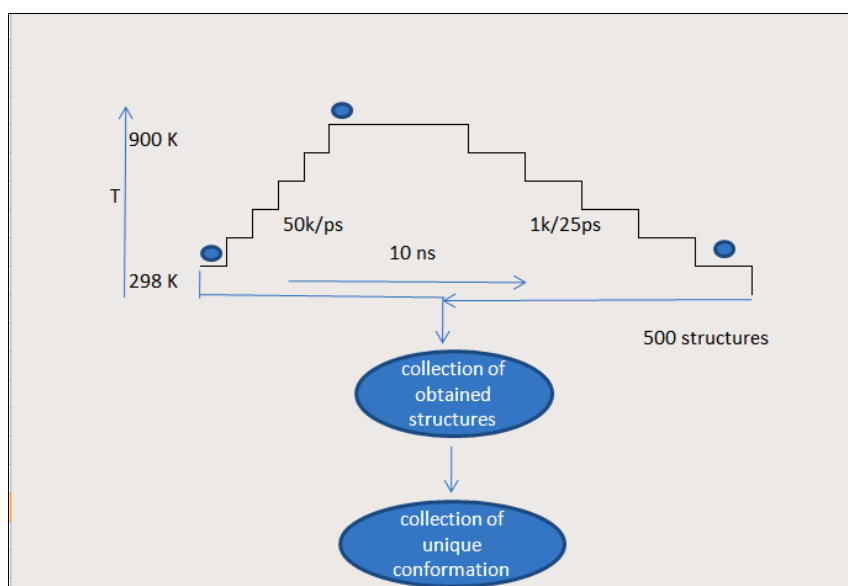 900 K
T
50k/ps
1k/25ps
10 ns
298 K
500 structures
collection of
obtained
structures
collection of
unique
conformation